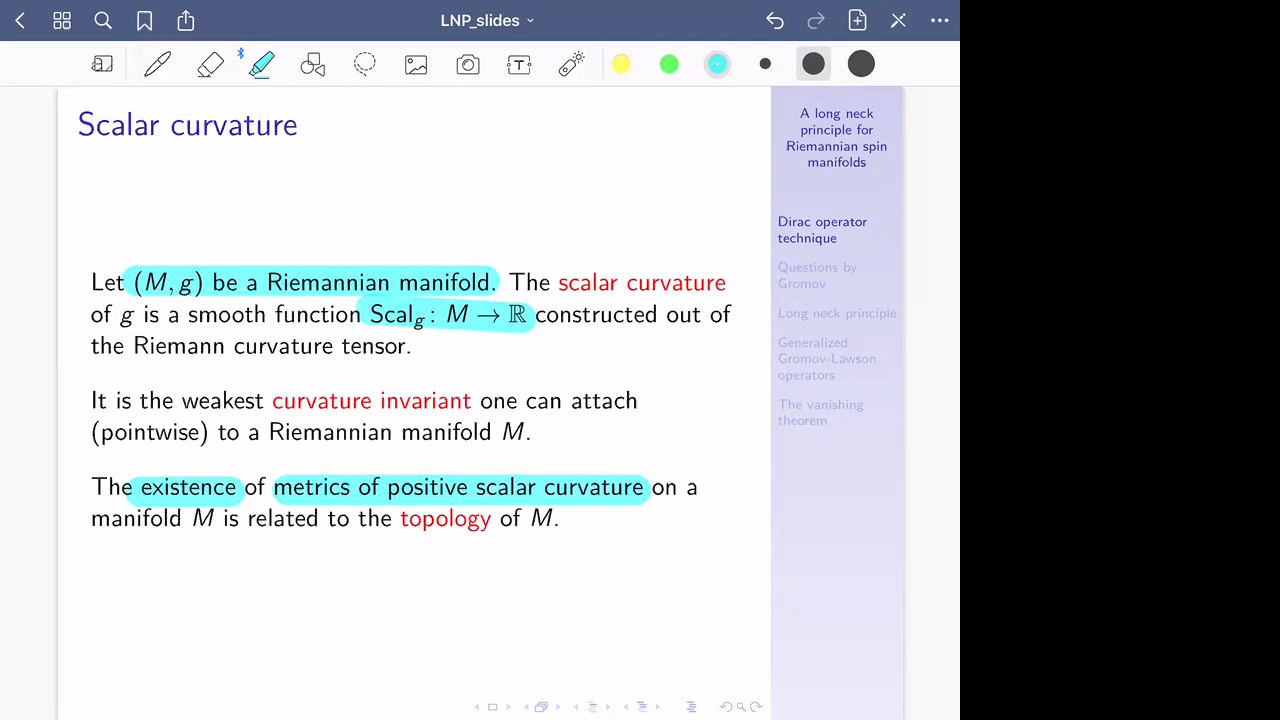 LNP_slides
Scalar curvature
Let (M, g) be a Riemannian manifold. The scalar curvature
of g is a smooth function Scal_g : M → ℝ constructed out of
the Riemann curvature tensor.
It is the weakest curvature invariant one can attach
(pointwise) to a Riemannian manifold M.
The existence of metrics of positive scalar curvature on a
manifold M is related to the topology of M.
A long neck
principle for
Riemannian spin
manifolds
Dirac operator
technique
Questions by
Gromov
Long neck principle
Generalized
Gromov-Lawson
operators
The vanishing
theorem